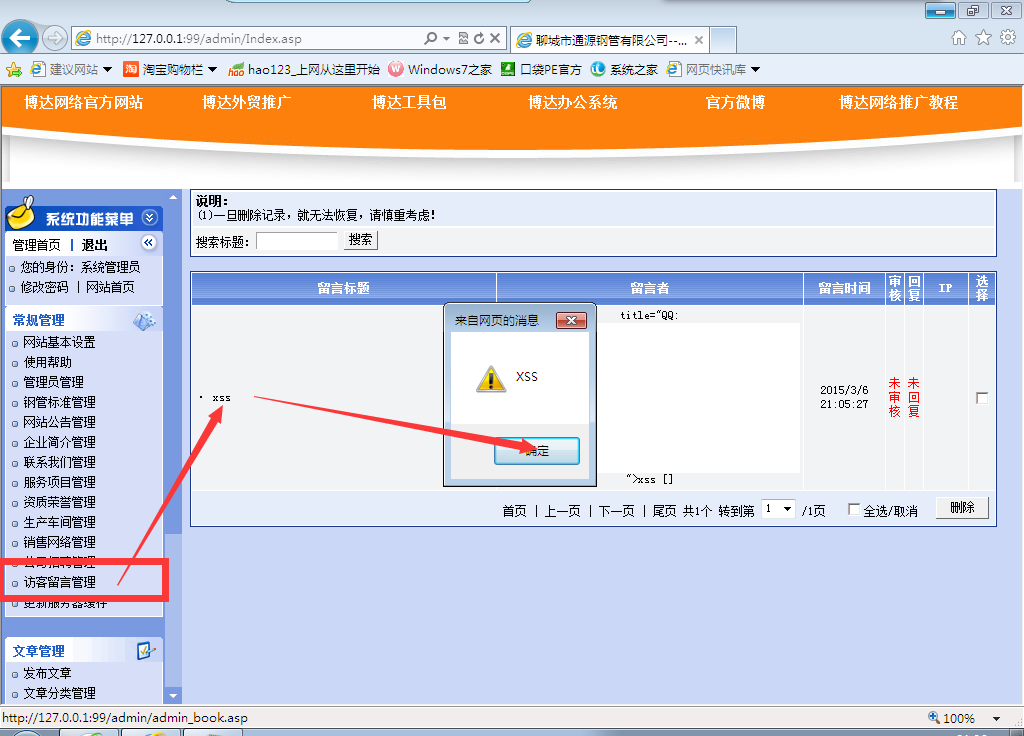 http://127.0.0.1:99/admin/Index.asp
聊城市通源钢管有限公司--...
建议网站
淘宝购物栏
hao123_上网从这里开始
Windows7之家
口袋PE官方
系统之家
网页快讯库
博达网络官方网站 博达外贸推广 博达工具包 博达办公系统 官方微博 博达网络推广教程
系统功能菜单
管理首页 | 退出
您的身份：系统管理员
修改密码 | 网站首页
常规管理
网站基本设置
使用帮助
管理员管理
钢管标准管理
网站公告管理
企业简介管理
联系我们管理
服务项目管理
资质荣誉管理
生产车间管理
销售网络管理
公司招聘管理
访客留言管理
更新服务器缓存
文章管理
发布文章
文章分类管理
说明：
(1)一旦删除记录，就无法恢复，请慎重考虑！
搜索标题：
搜索
留言标题 留言者 留言时间 审核 回复 IP 选择
· xss
title="QQ:
">xss []
2015/3/6
21:05:27
未审核
未回复
来自网页的消息
XSS
确定
首页 | 上一页 | 下一页 | 尾页 共1个 转到第 1 /1页 全选/取消 删除
http://127.0.0.1:99/admin/admin_book.asp
100%